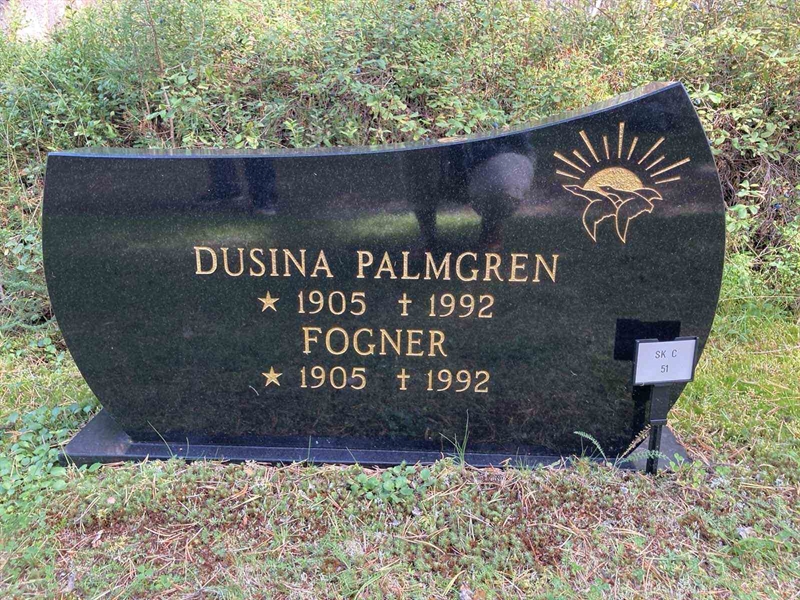 DUSINA PALMGREN
★ 1905 † 1992
FOGNER
★ 1905 † 1992
SK C
51